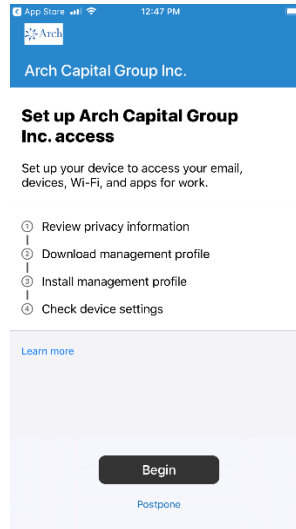 App Store
12:47 PM
Arch
Arch Capital Group Inc.
Set up Arch Capital Group
Inc. access
Set up your device to access your email,
devices, Wi-Fi, and apps for work.
1 Review privacy information
2 Download management profile
3 Install management profile
4 Check device settings
Learn more
Begin
Postpone